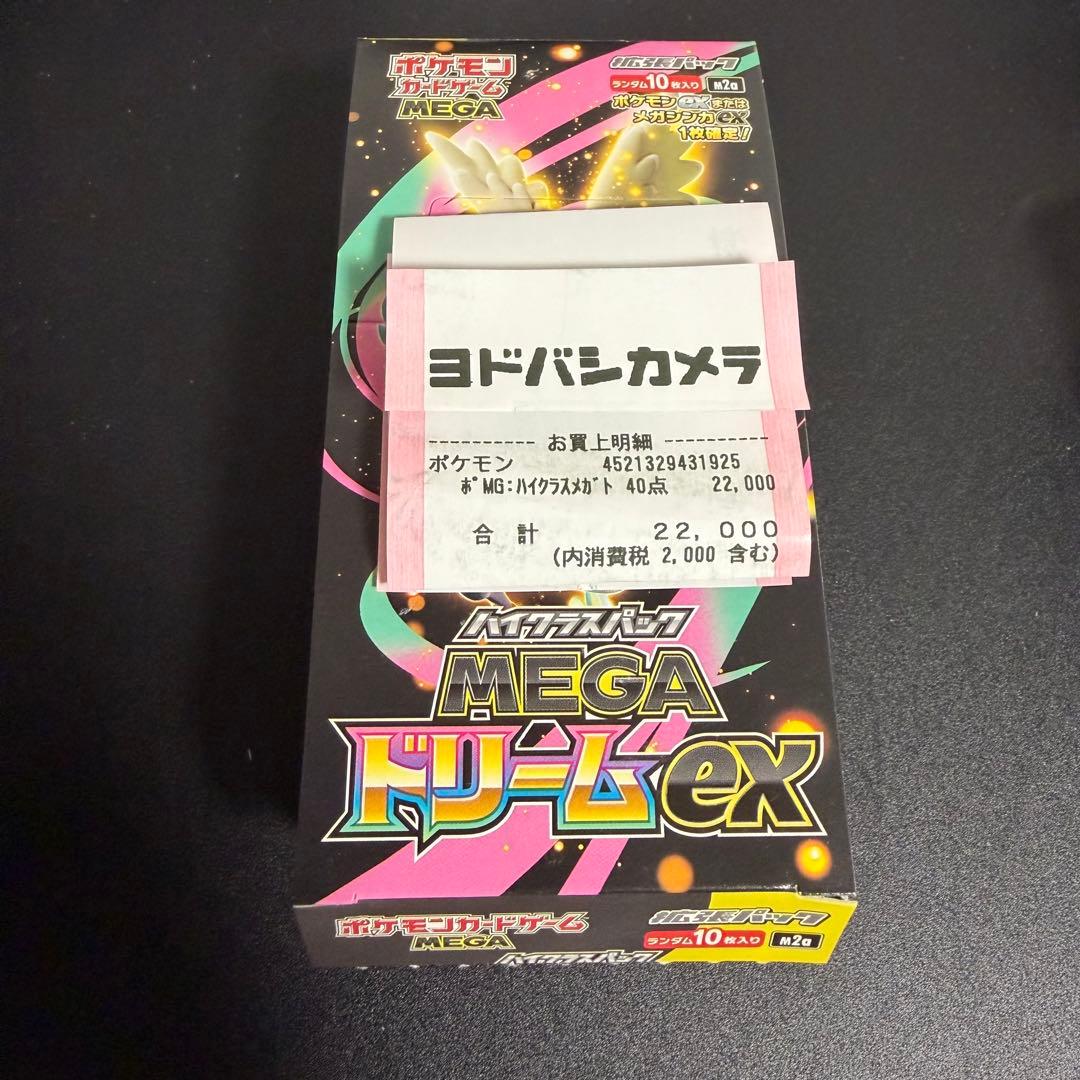 ポケモン
カードゲーム
MEGA
拡張パック
ランダム10枚入り M2a
ポケモンexまたは
メガシンカex
1枚確定!
ヨドバシカメラ
---------- お買上明細 ----------
ポケモン 4521329431925
ポMG:ハイクラスメガト 40点 22,000
合 計 22,000
(内消費税 2,000 含む)
ハイクラスパック
MEGA
ドリームex
ポケモンカードゲーム
MEGA
拡張パック
ランダム10枚入り M2a
ハイクラスパック